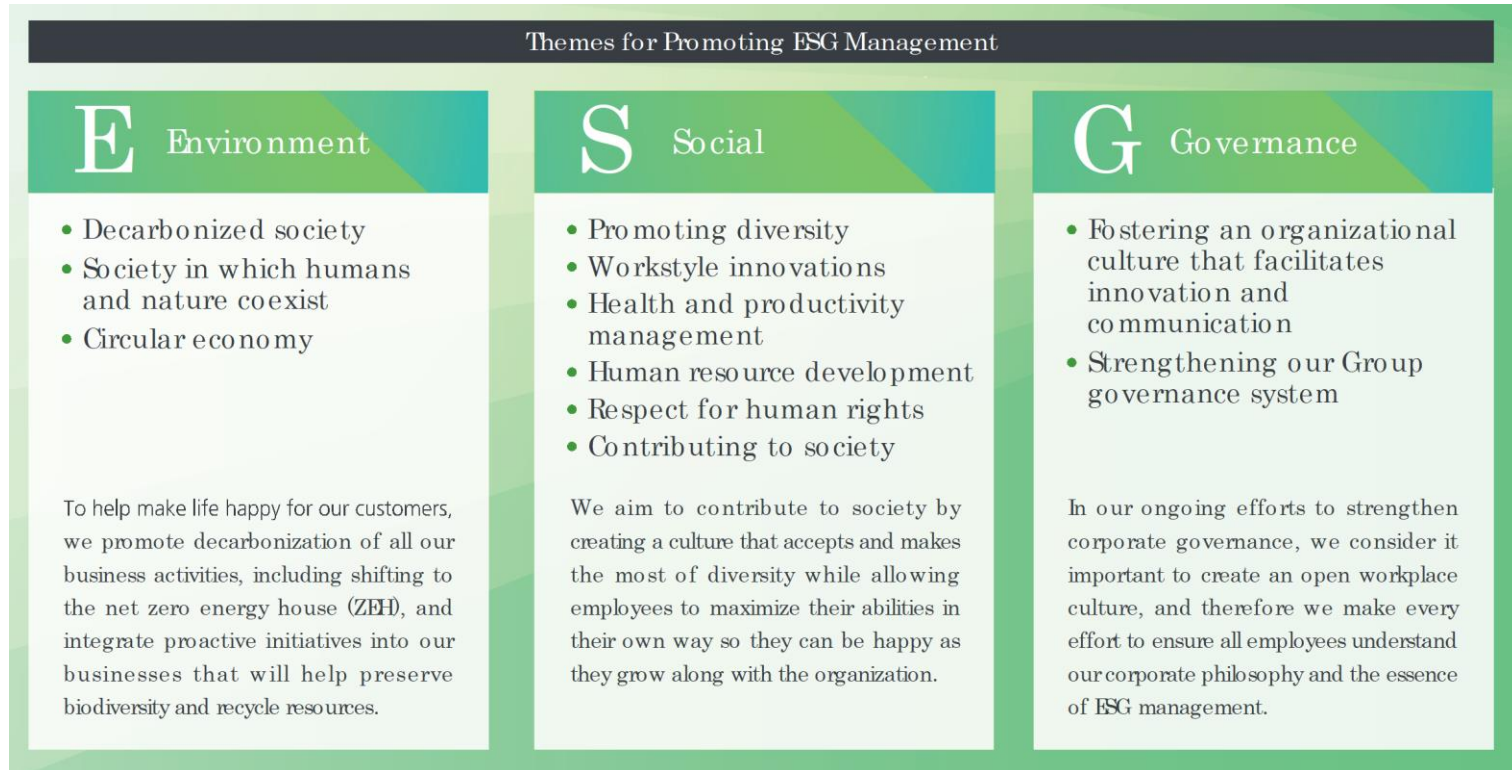 Themes for Promoting ESG Management
E Environment
• Decarbonized society
• Society in which humans
and nature coexist
• Circular economy
To help make life happy for our customers,
we promote decarbonization of all our
business activities, including shifting to
the net zero energy house (ZEH), and
integrate proactive initiatives into our
businesses that will help preserve
biodiversity and recycle resources.
S Social
• Promoting diversity
• Workstyle innovations
• Health and productivity
management
• Human resource development
• Respect for human rights
• Contributing to society
We aim to contribute to society by
creating a culture that accepts and makes
the most of diversity while allowing
employees to maximize their abilities in
their own way so they can be happy as
they grow along with the organization.
G Governance
• Fostering an organizational
culture that facilitates
innovation and
communication
• Strengthening our Group
governance system
In our ongoing efforts to strengthen
corporate governance, we consider it
important to create an open workplace
culture, and therefore we make every
effort to ensure all employees understand
our corporate philosophy and the essence
of ESG management.